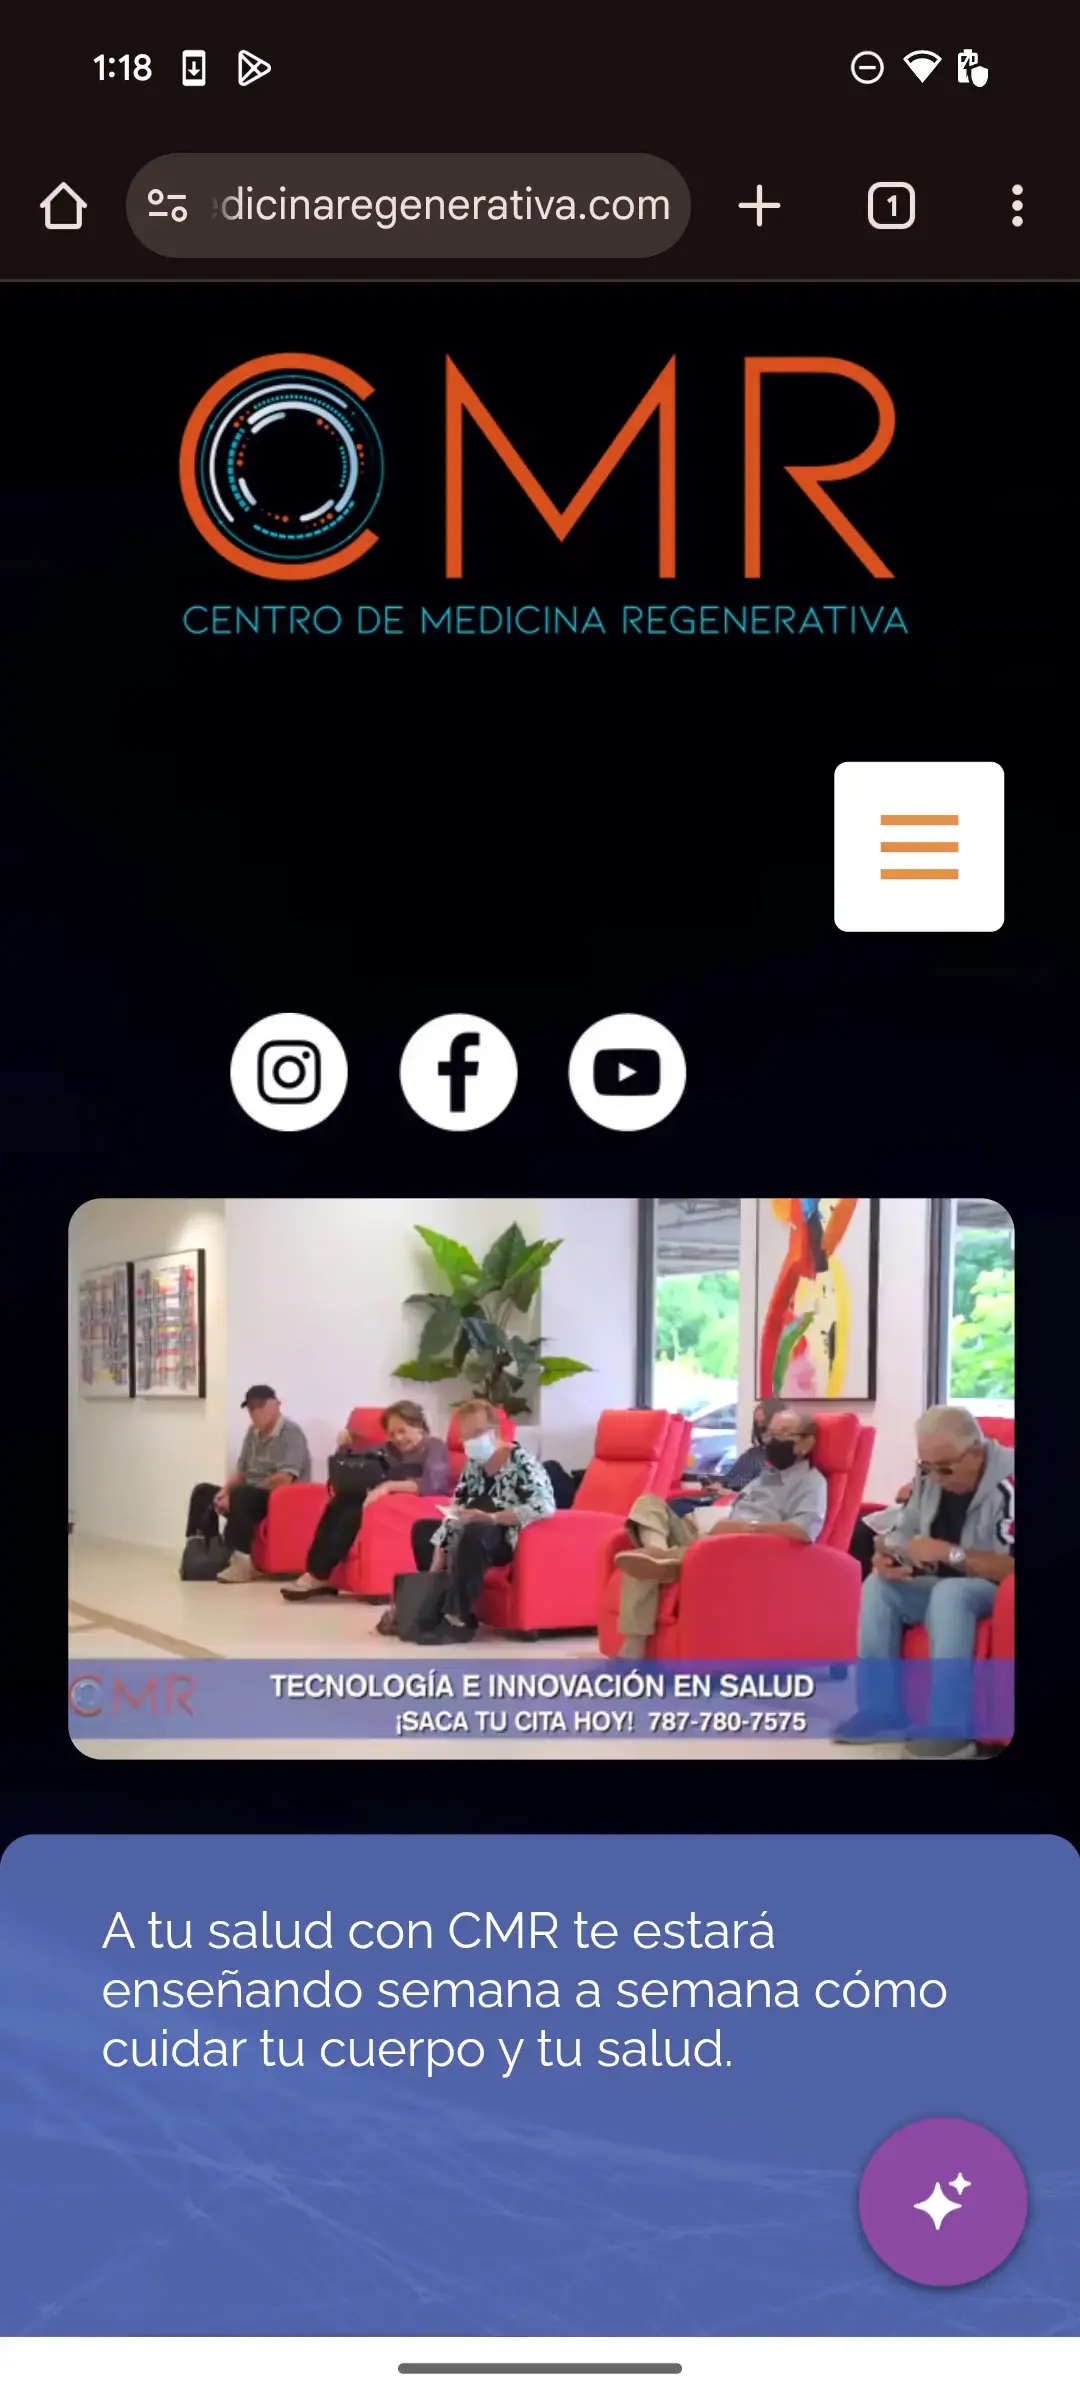 1:18
dicinaregenerativa.com
1
CMR
CENTRO DE MEDICINA REGENERATIVA
CMR
TECNOLOGÍA E INNOVACIÓN EN SALUD
¡SACA TU CITA HOY! 787-780-7575
A tu salud con CMR te estará
enseñando semana a semana cómo
cuidar tu cuerpo y tu salud.